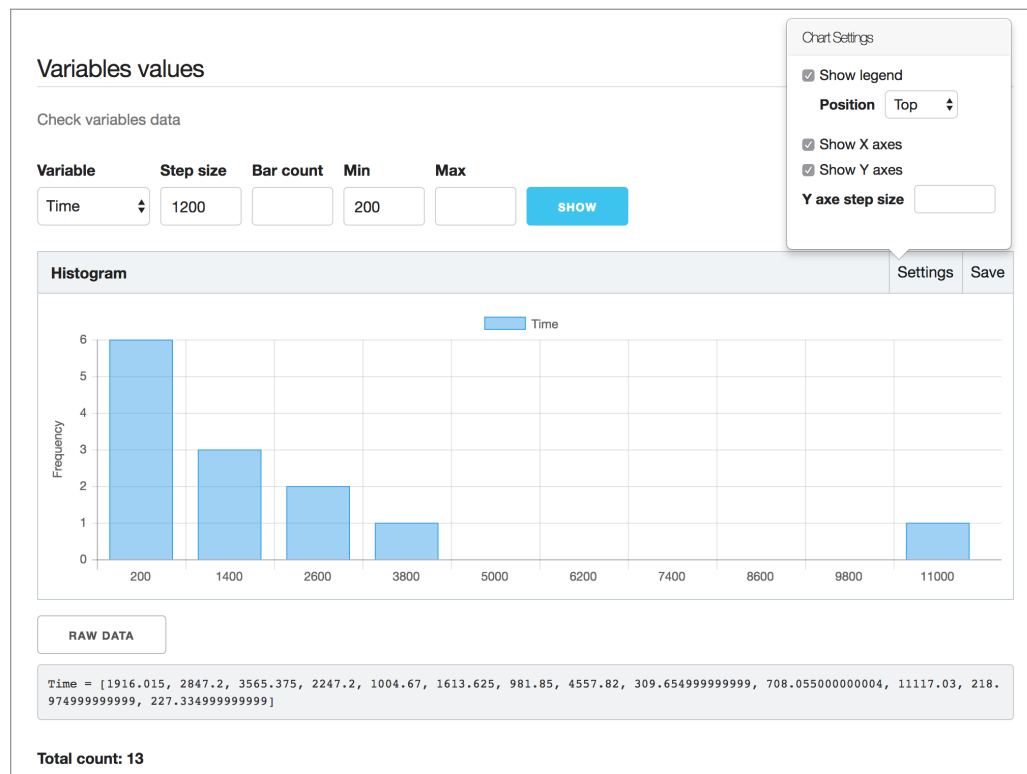 Chart Settings
Variables values
Show legend
Position Top
Check variables data
Show X axes
Show Y axes
Variable Step size Bar count Min Max
Y axe step size
Time 1200 200 SHOW
Histogram Settings Save
Time
6
5
4
3
2
1
0
Frequency
200 1400 2600 3800 5000 6200 7400 8600 9800 11000
RAW DATA
Time = [1916.015, 2847.2, 3565.375, 2247.2, 1004.67, 1613.625, 981.85, 4557.82, 309.654999999999, 708.055000000004, 11117.03, 218.
974999999999, 227.334999999999]
Total count: 13